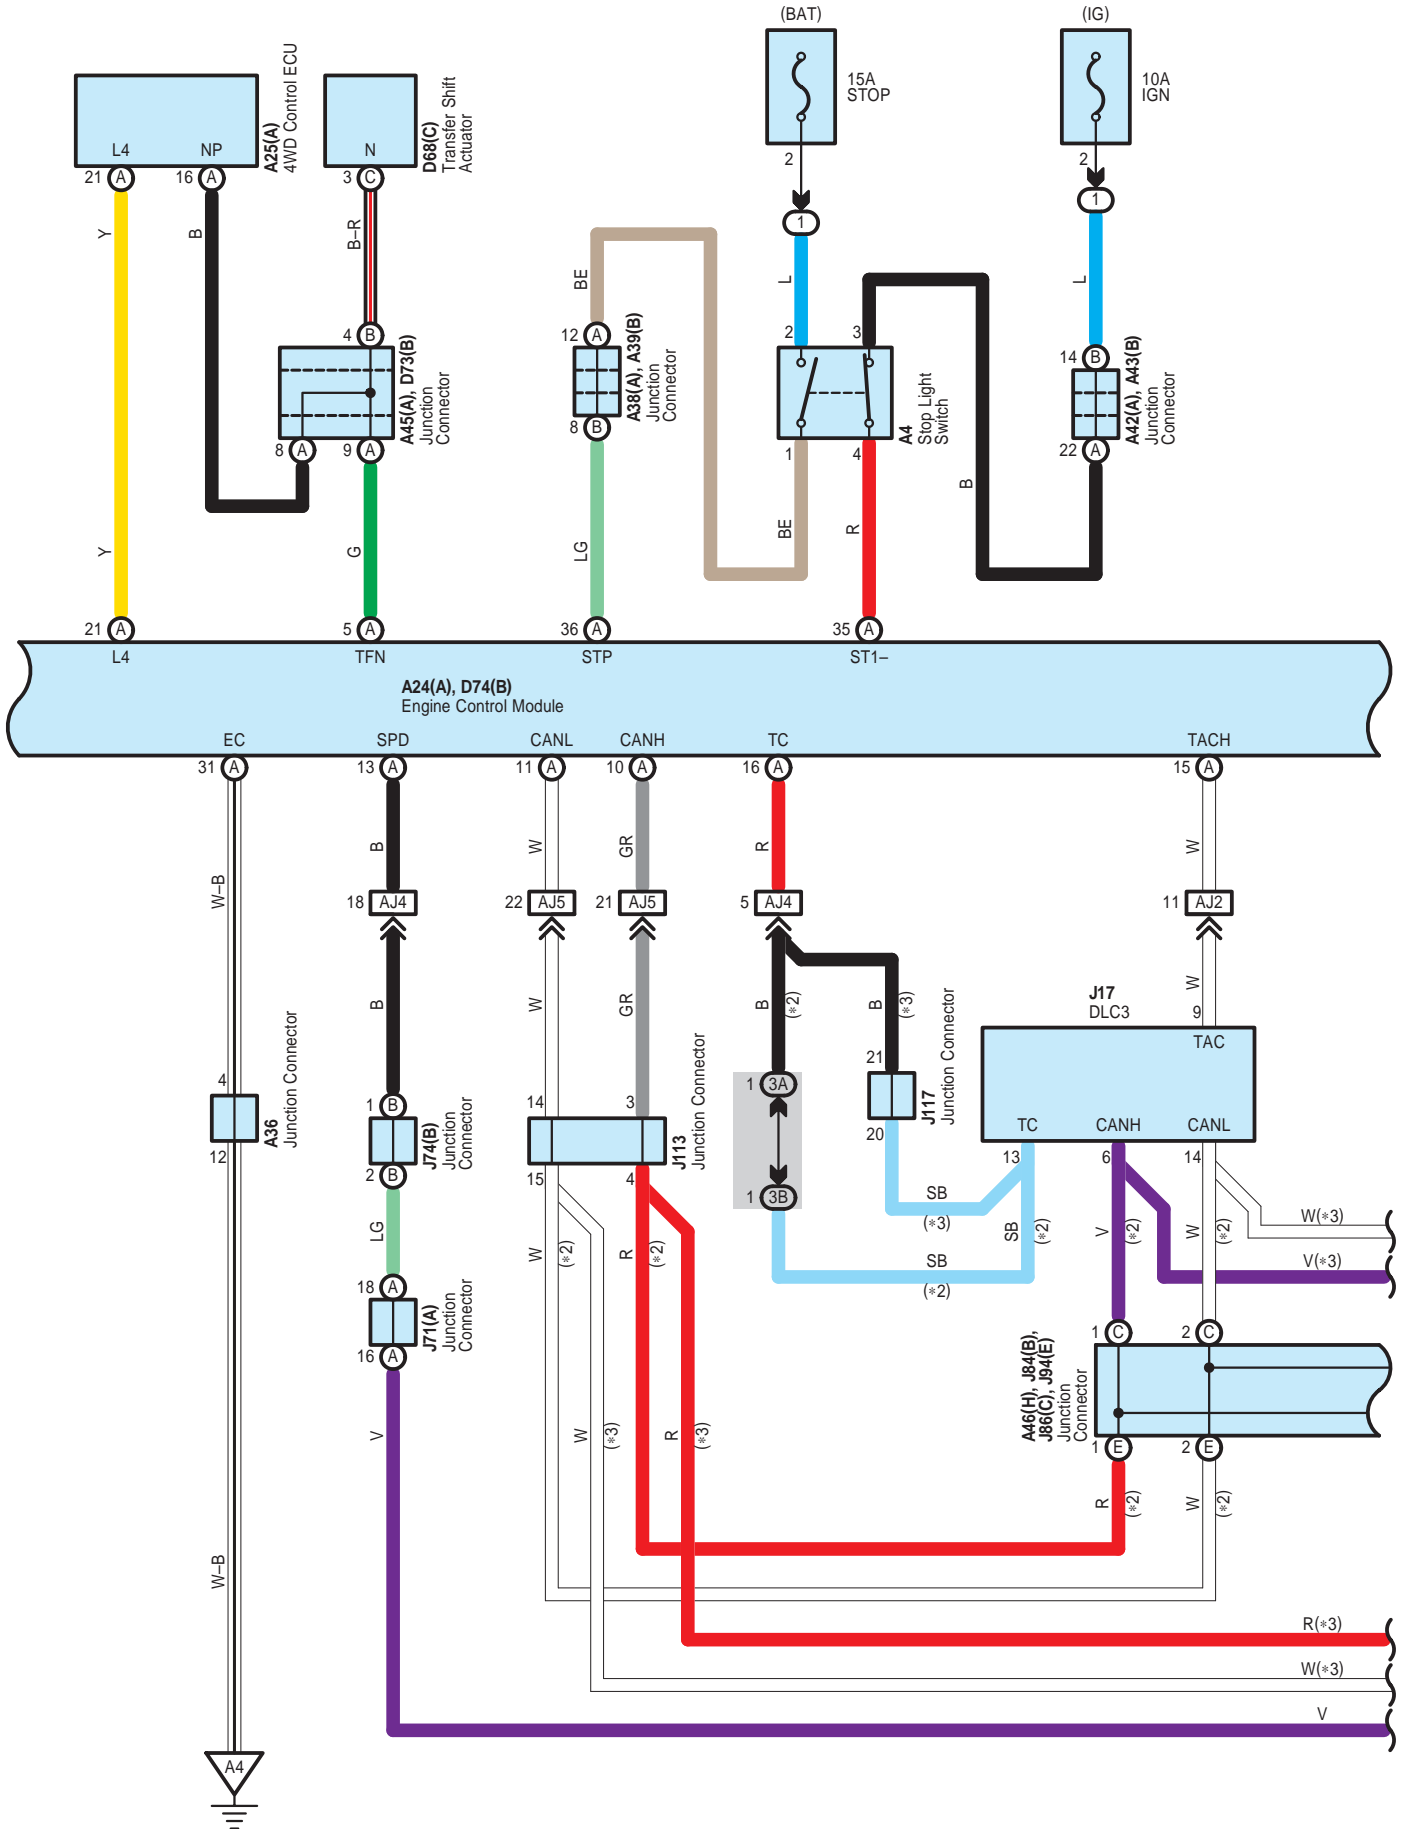 (BAT)
(IG)
15A
STOP
10A
IGN
2
2
1
1
A25(A)
4WD Control ECU
D68(C)
Transfer Shift
Actuator
L4
NP
N
21 A
16 A
3 C
Y
B
B–R
BE
L
L
4 B
12 A
2
3
14 B
A45(A), D73(B)
Junction
Connector
A38(A), A39(B)
Junction
Connector
A4
Stop Light
Switch
A42(A), A43(B)
Junction
Connector
8 A
9 A
8 B
1
4
22 A
Y
G
LG
BE
R
B
21 A
5 A
36 A
35 A
L4
TFN
STP
ST1–
A24(A), D74(B)
Engine Control Module
EC
SPD
CANL
CANH
TC
TACH
31 A
13 A
11 A
10 A
16 A
15 A
W–B
B
W
GR
R
W
18 AJ4
22 AJ5
21 AJ5
5 AJ4
11 AJ2
B
W
GR
B
(*2)
B
(*3)
W
J17
DLC3
9
TAC
21
J117
Junction Connector
20
4
A36
Junction Connector
12
1 B
J74(B)
Junction
Connector
2 B
14
3
J113
Junction Connector
15
4
1 3A
1 3B
TC
CANH
CANL
13
6
14
SB
(*3)
SB
(*2)
SB
(*2)
V
(*2)
W
(*2)
W(*3)
V(*3)
LG
W
(*2)
R
(*2)
18 A
J71(A)
Junction
Connector
16 A
1 C
2 C
A46(H), J84(B),
J86(C), J94(E)
Junction
Connector
1 E
2 E
V
W
(*3)
R
(*3)
R
(*2)
W
(*2)
W–B
R(*3)
W(*3)
V
A4